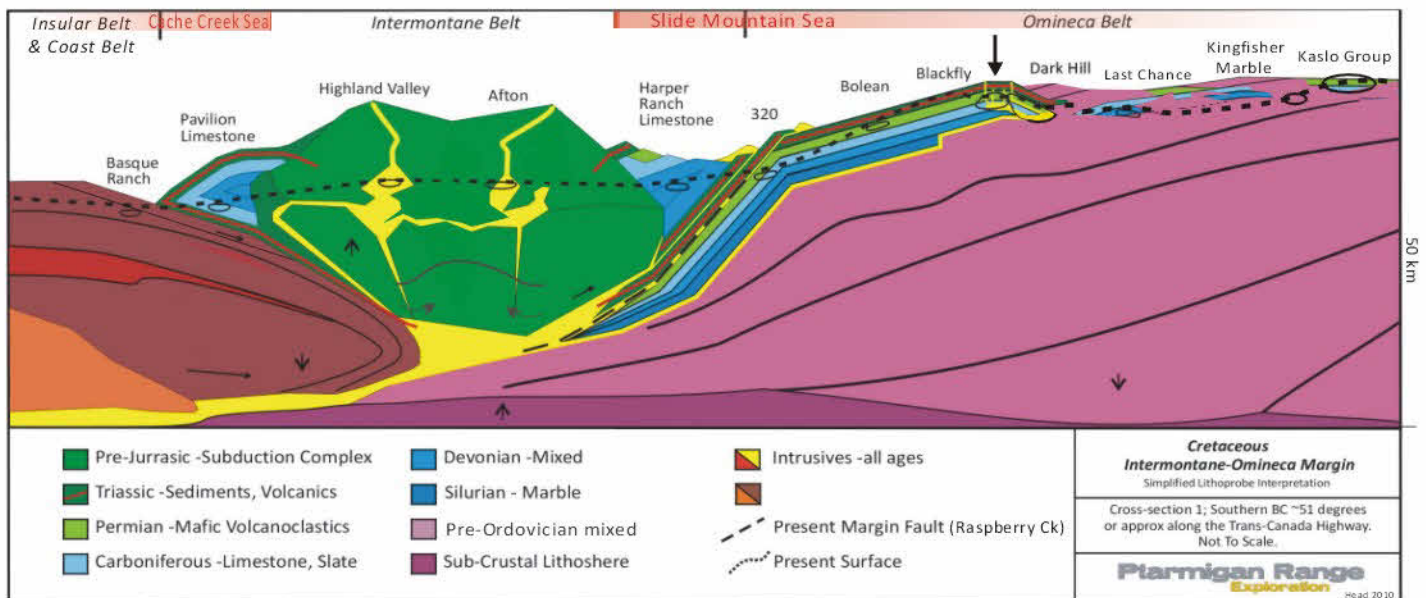 Insular Belt
& Coast Belt
Cache Creek Sea
Intermontane Belt
Slide Mountain Sea
Omineca Belt
Basque
Ranch
Pavilion
Limestone
Highland Valley
Afton
Harper
Ranch
Limestone
320
Bolean
Blackfly
Dark Hill
Last Chance
Kingfisher
Marble
Kaslo Group
50 km
Pre-Jurrasic -Subduction Complex
Triassic -Sediments, Volcanics
Permian -Mafic Volcanoclastics
Carboniferous -Limestone, Slate
Devonian -Mixed
Silurian - Marble
Pre-Ordovician mixed
Sub-Crustal Lithoshere
Intrusives -all ages
Present Margin Fault (Raspberry Ck)
Present Surface
Cretaceous
Intermontane-Omineca Margin
Simplified Lithoprobe Interpretation
Cross-section 1; Southern BC ~51 degrees
or approx along the Trans-Canada Highway.
Not To Scale.
Ptarmigan Range
Exploration
Head 2010